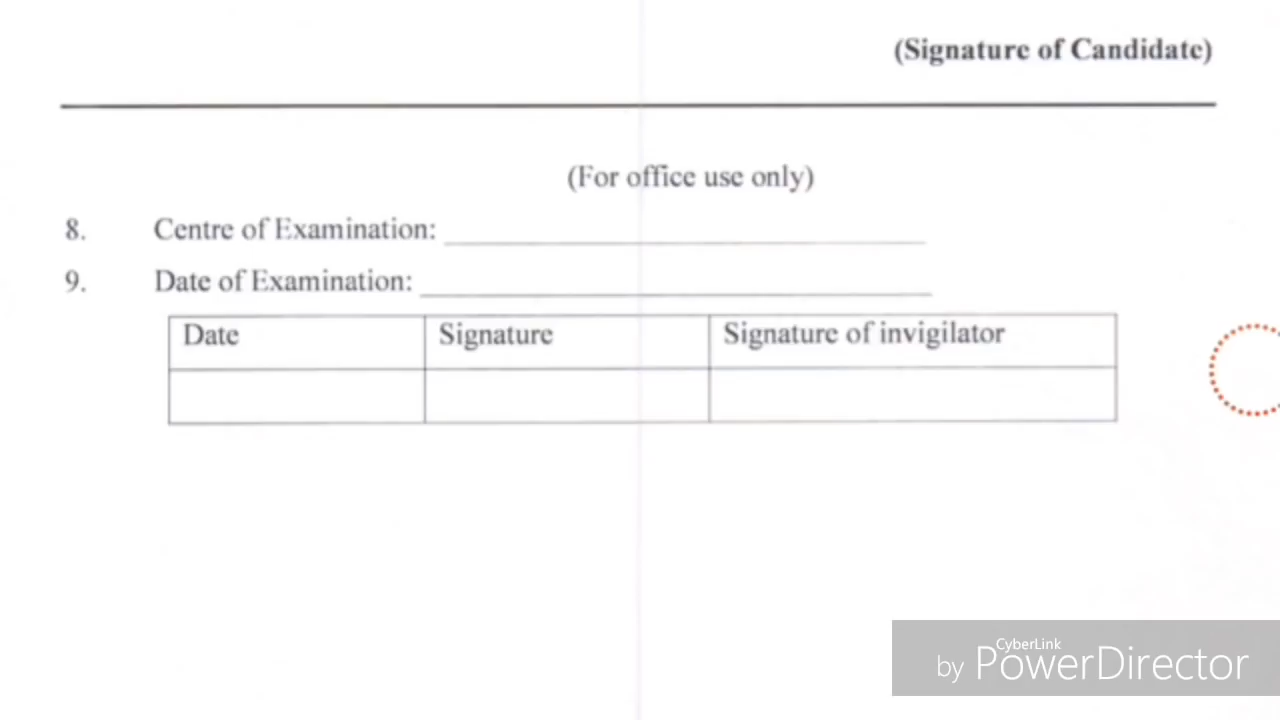 (Signature of Candidate)
(For office use only)
8. Centre of Examination:
9. Date of Examination:
Date Signature Signature of invigilator
CyberLink
by PowerDirector